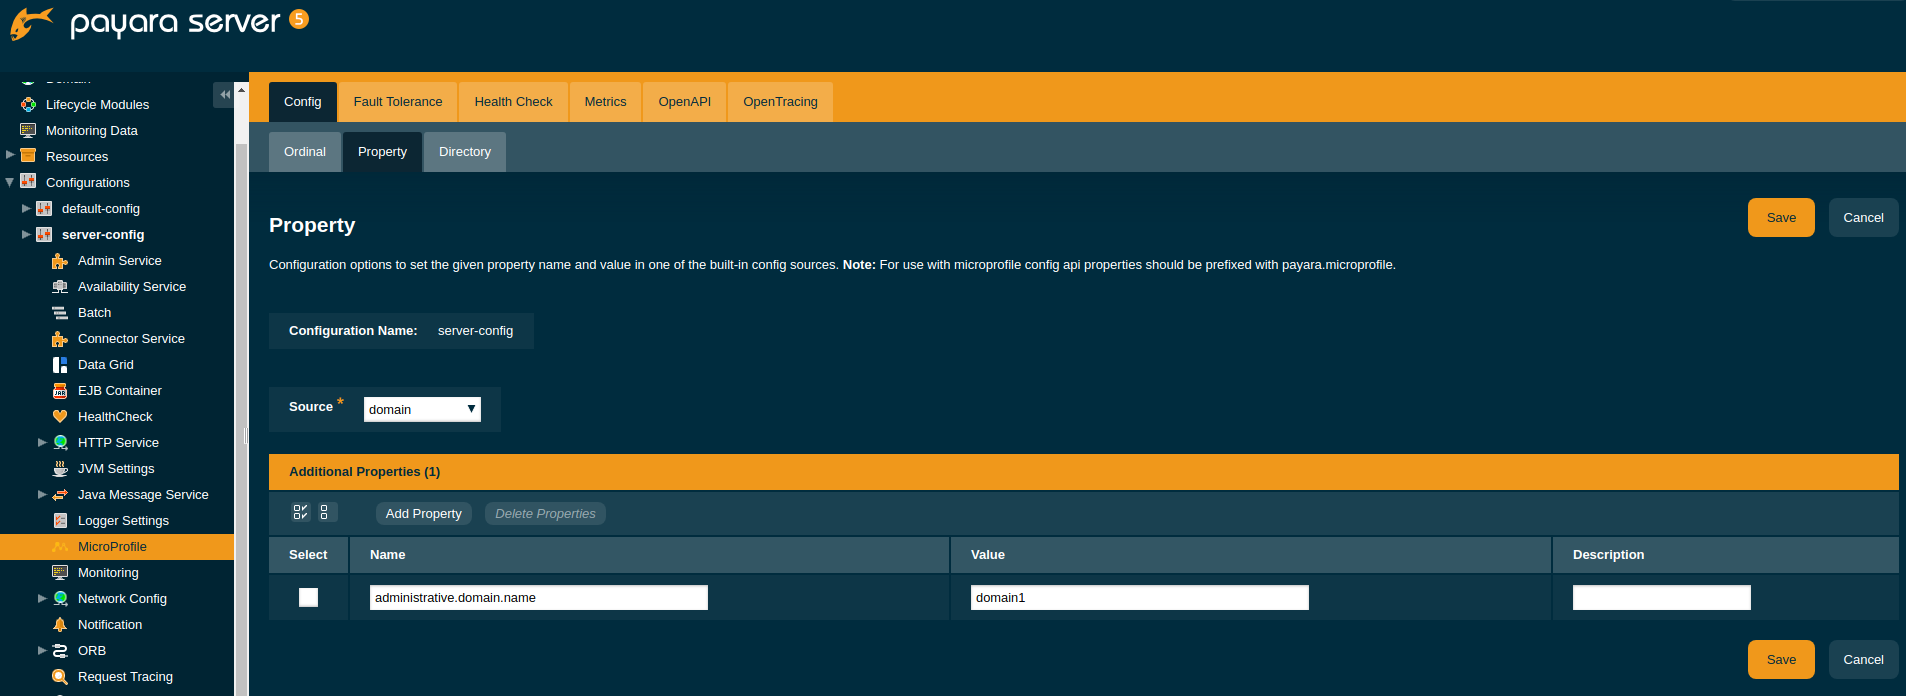 payara server 5
Domain
Lifecycle Modules
Monitoring Data
Resources
Configurations
default-config
server-config
Admin Service
Availability Service
Batch
Connector Service
Data Grid
EJB Container
HealthCheck
HTTP Service
JVM Settings
Java Message Service
Logger Settings
MicroProfile
Monitoring
Network Config
Notification
ORB
Request Tracing
Config Fault Tolerance Health Check Metrics OpenAPI OpenTracing
Ordinal Property Directory
Property
Save Cancel
Configuration options to set the given property name and value in one of the built-in config sources. Note: For use with microprofile config api properties should be prefixed with payara.microprofile.
Configuration Name: server-config
Source * domain
Additional Properties (1)
Add Property Delete Properties
Select Name Value Description
administrative.domain.name domain1
Save Cancel